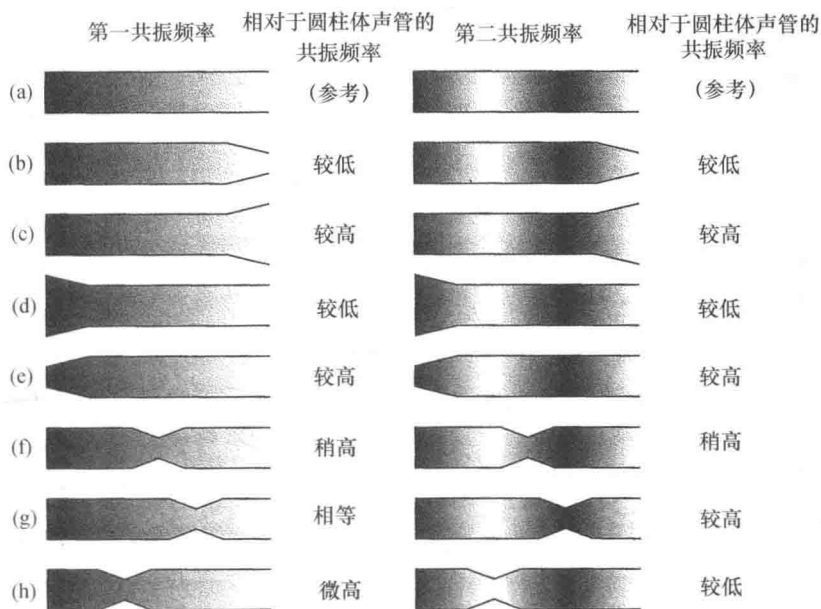 第一共振频率 相对于圆柱体声管的共振频率 第二共振频率 相对于圆柱体声管的共振频率
(a) (参考) (参考)
(b) 较低 较低
(c) 较高 较高
(d) 较低 较低
(e) 较高 较高
(f) 稍高 稍高
(g) 相等 较高
(h) 微高 较低